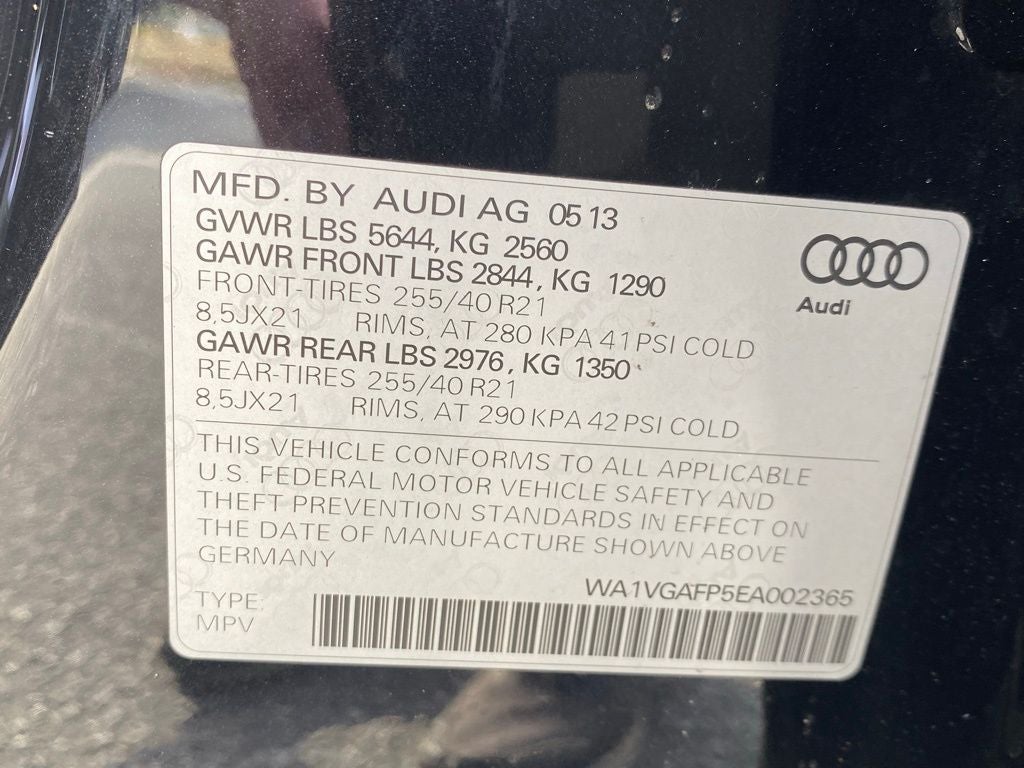 MFD. BY AUDI AG 05 13
GVWR LBS 5644, KG 2560
GAWR FRONT LBS 2844, KG 1290
FRONT-TIRES 255/40 R21
8,5JX21 RIMS, AT 280 KPA 41 PSI COLD
GAWR REAR LBS 2976, KG 1350
REAR-TIRES 255/40 R21
8,5JX21 RIMS, AT 290 KPA 42 PSI COLD
Audi
THIS VEHICLE CONFORMS TO ALL APPLICABLE
U.S. FEDERAL MOTOR VEHICLE SAFETY AND
THEFT PREVENTION STANDARDS IN EFFECT ON
THE DATE OF MANUFACTURE SHOWN ABOVE
GERMANY
WA1VGAFP5EA002365
TYPE:
MPV